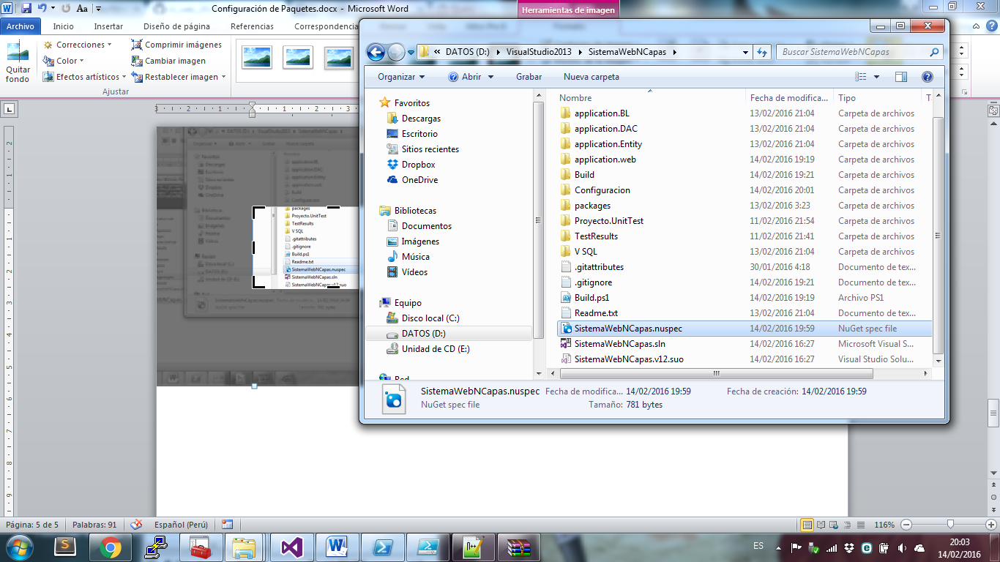 Configuración de Paquetes.docx - Microsoft Word
Herramientas de imagen
Archivo Inicio Insertar Diseño de página Referencias Correspondencia
Correcciones Comprimir imágenes
Color Cambiar imagen
Efectos artísticos Restablecer imagen
Quitar fondo
Ajustar
« DATOS (D:) VisualStudio2013 SistemaWebNCapas
Buscar SistemaWebNCapas
Organizar Abrir Grabar Nueva carpeta
Favoritos
Descargas
Escritorio
Sitios recientes
Dropbox
OneDrive
Bibliotecas
Documentos
Imágenes
Música
Vídeos
Equipo
Disco local (C:)
DATOS (D:)
Unidad de CD (E:)
Red
Nombre Fecha de modifica... Tipo T
application.BL 13/02/2016 21:04 Carpeta de archivos
application.DAC 13/02/2016 21:04 Carpeta de archivos
application.Entity 13/02/2016 21:04 Carpeta de archivos
application.web 14/02/2016 19:19 Carpeta de archivos
Build 14/02/2016 19:21 Carpeta de archivos
Configuracion 14/02/2016 20:01 Carpeta de archivos
packages 13/02/2016 3:23 Carpeta de archivos
Proyecto.UnitTest 11/02/2016 21:54 Carpeta de archivos
TestResults 11/02/2016 21:41 Carpeta de archivos
V SQL 13/02/2016 21:04 Carpeta de archivos
.gitattributes 30/01/2016 4:18 Documento de tex...
.gitignore 14/02/2016 19:21 Documento de tex...
Build.ps1 14/02/2016 19:19 Archivo PS1
Readme.txt 13/02/2016 21:04 Documento de tex...
SistemaWebNCapas.nuspec 14/02/2016 19:59 NuGet spec file
SistemaWebNCapas.sln 14/02/2016 16:27 Microsoft Visual S...
SistemaWebNCapas.v12.suo 14/02/2016 16:27 Visual Studio Solu...
SistemaWebNCapas.nuspec Fecha de modifica... 14/02/2016 19:59 Fecha de creación: 14/02/2016 19:59
NuGet spec file Tamaño: 781 bytes
packages
Proyecto.UnitTest
TestResults
V SQL
.gitattributes
.gitignore
Build.ps1
Readme.txt
SistemaWebNCapas.nuspec
SistemaWebNCapas.sln
SistemaWebNCapas.v12.suo
Página: 5 de 5 Palabras: 91 Español (Perú) 116%
ES 20:03
14/02/2016